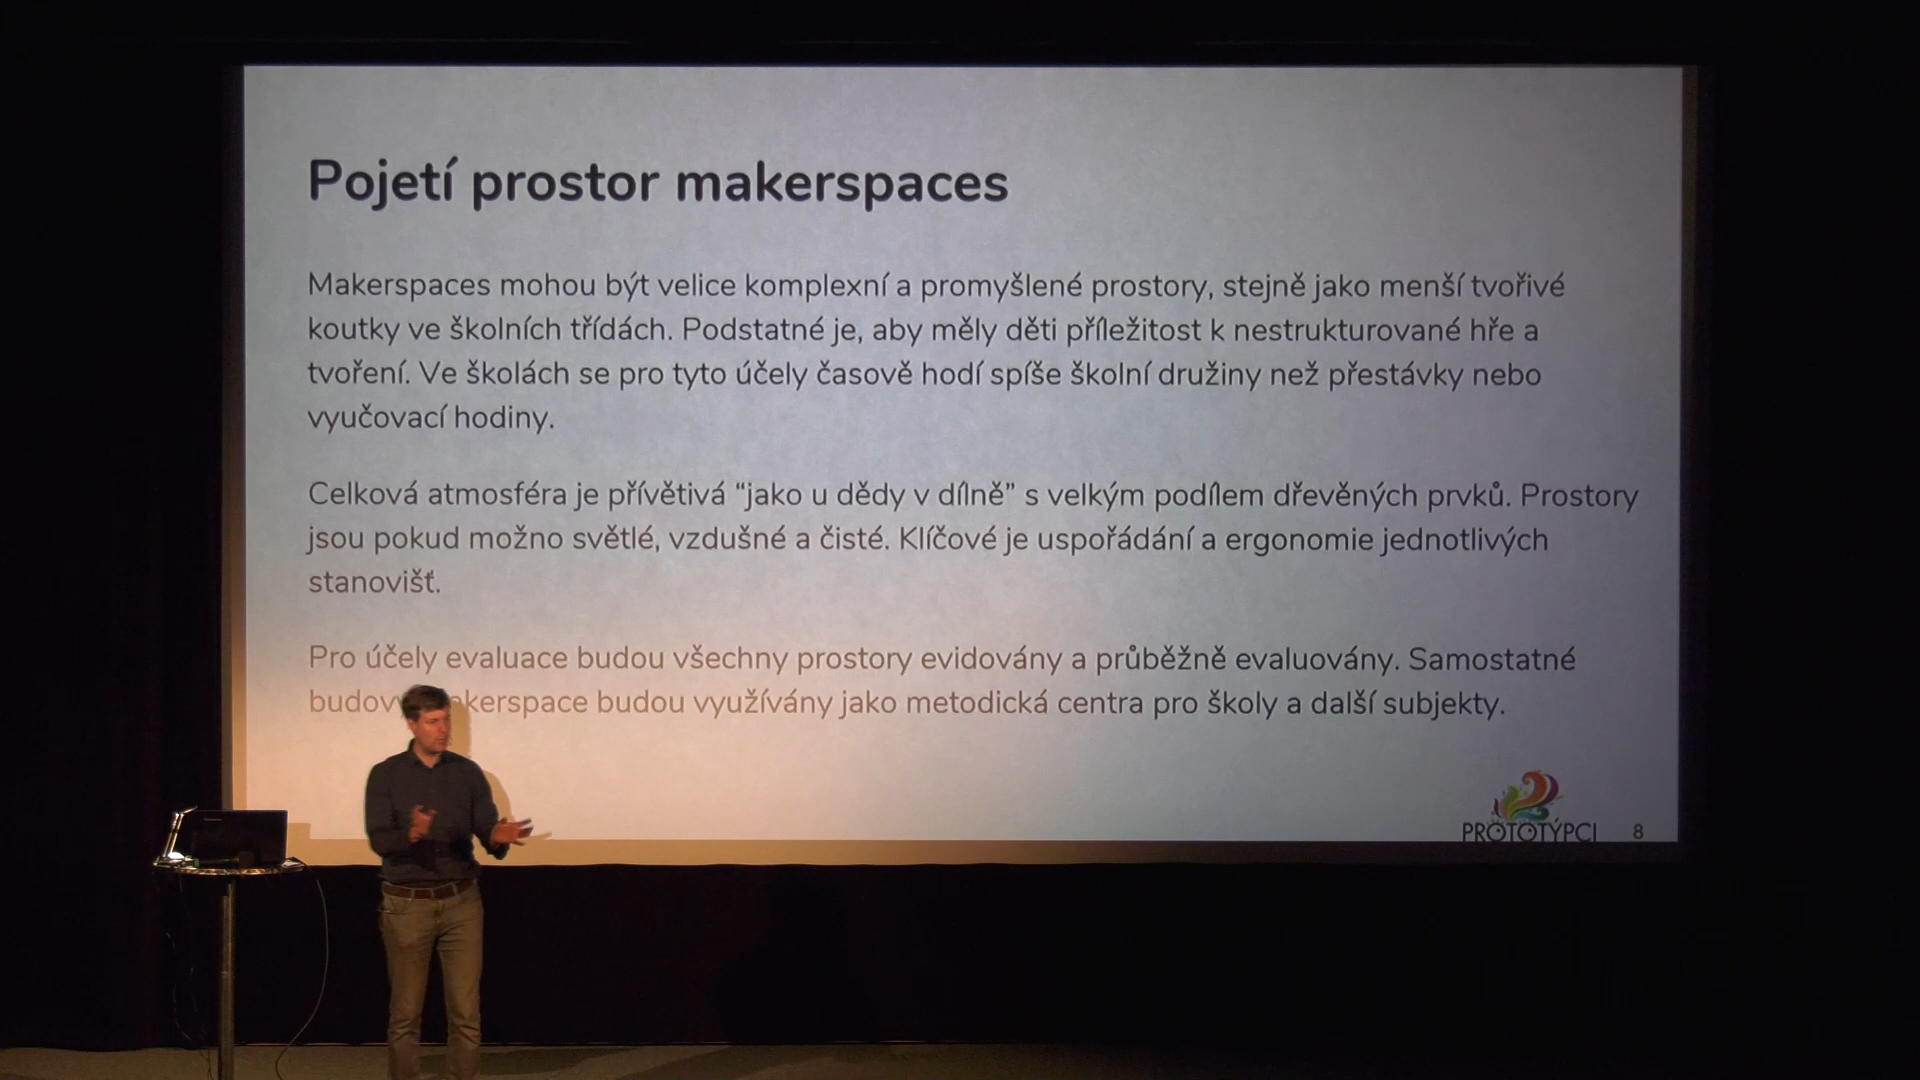 Pojetí prostor makerspaces
Makerspaces mohou být velice komplexní a promyšlené prostory, stejně jako menší tvořivé
koutky ve školních třídách. Podstatné je, aby měly děti příležitost k nestrukturované hře a
tvoření. Ve školách se pro tyto účely časově hodí spíše školní družiny než přestávky nebo
vyučovací hodiny.
Celková atmosféra je přívětivá “jako u dědy v dílně” s velkým podílem dřevěných prvků. Prostory
jsou pokud možno světlé, vzdušné a čisté. Klíčové je uspořádání a ergonomie jednotlivých
stanovišť.
Pro účely evaluace budou všechny prostory evidovány a průběžně evaluovány. Samostatné
budou využívány jako metodická centra pro školy a další subjekty.
PROTOTÝPCI 8